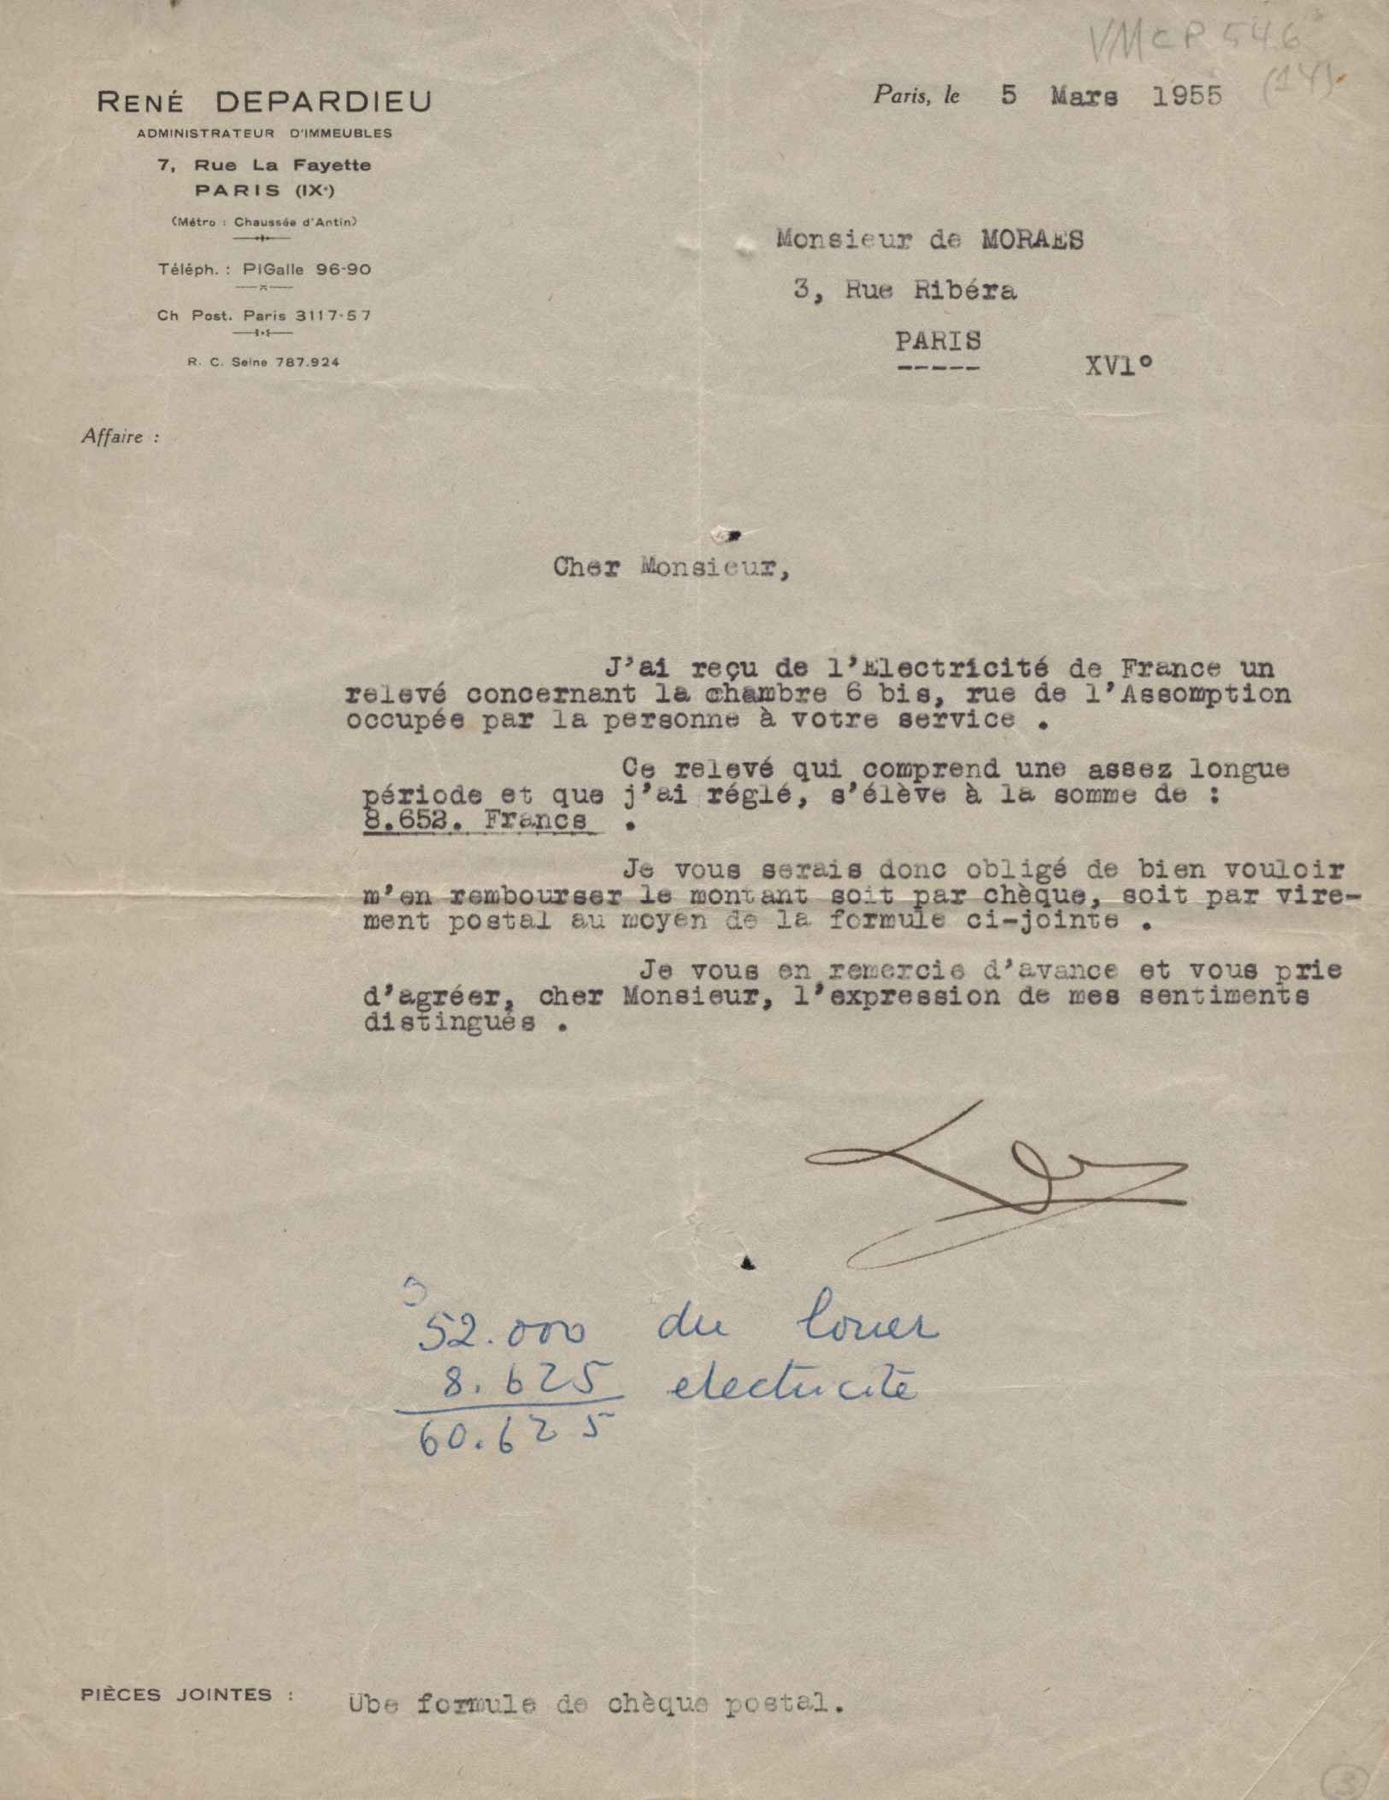 VMCP 546
(14)
RENÉ DEPARDIEU
ADMINISTRATEUR D'IMMEUBLES
7, Rue La Fayette
PARIS (IXe)
(Métro : Chaussée d'Antin)
Téléph. : PIGalle 96-90
Ch Post. Paris 3117-57
R. C. Seine 787.924
Paris, le 5 Mars 1955
Monsieur de MORAES
3, Rue Ribéra
PARIS
XVI°
Affaire :
Cher Monsieur,
J'ai reçu de l'Electricité de France un
relevé concernant la chambre 6 bis, rue de l'Assomption
occupée par la personne à votre service .
Ce relevé qui comprend une assez longue
période et que j'ai réglé, s'élève à la somme de :
8.652. Francs .
Je vous serais donc obligé de bien vouloir
m'en rembourser le montant soit par chèque, soit par vire-
ment postal au moyen de la formule ci-jointe .
Je vous en remercie d'avance et vous prie
d'agréer, cher Monsieur, l'expression de mes sentiments
distingués .
52.000 du louer
8.625 electricité
60.625
PIÈCES JOINTES : Ube formule de chèque postal.
3